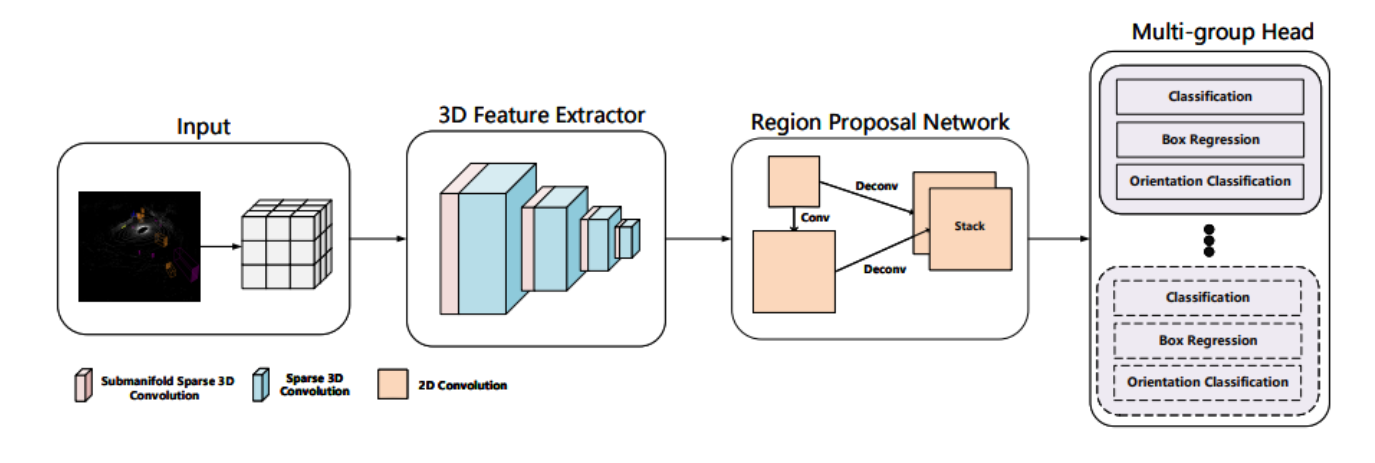 Multi-group Head
Input
3D Feature Extractor
Region Proposal Network
Classification
Box Regression
Orientation Classification
Deconv
Conv
Stack
Deconv
Classification
Box Regression
Orientation Classification
Submanifold Sparse 3D
Convolution
Sparse 3D
Convolution
2D Convolution